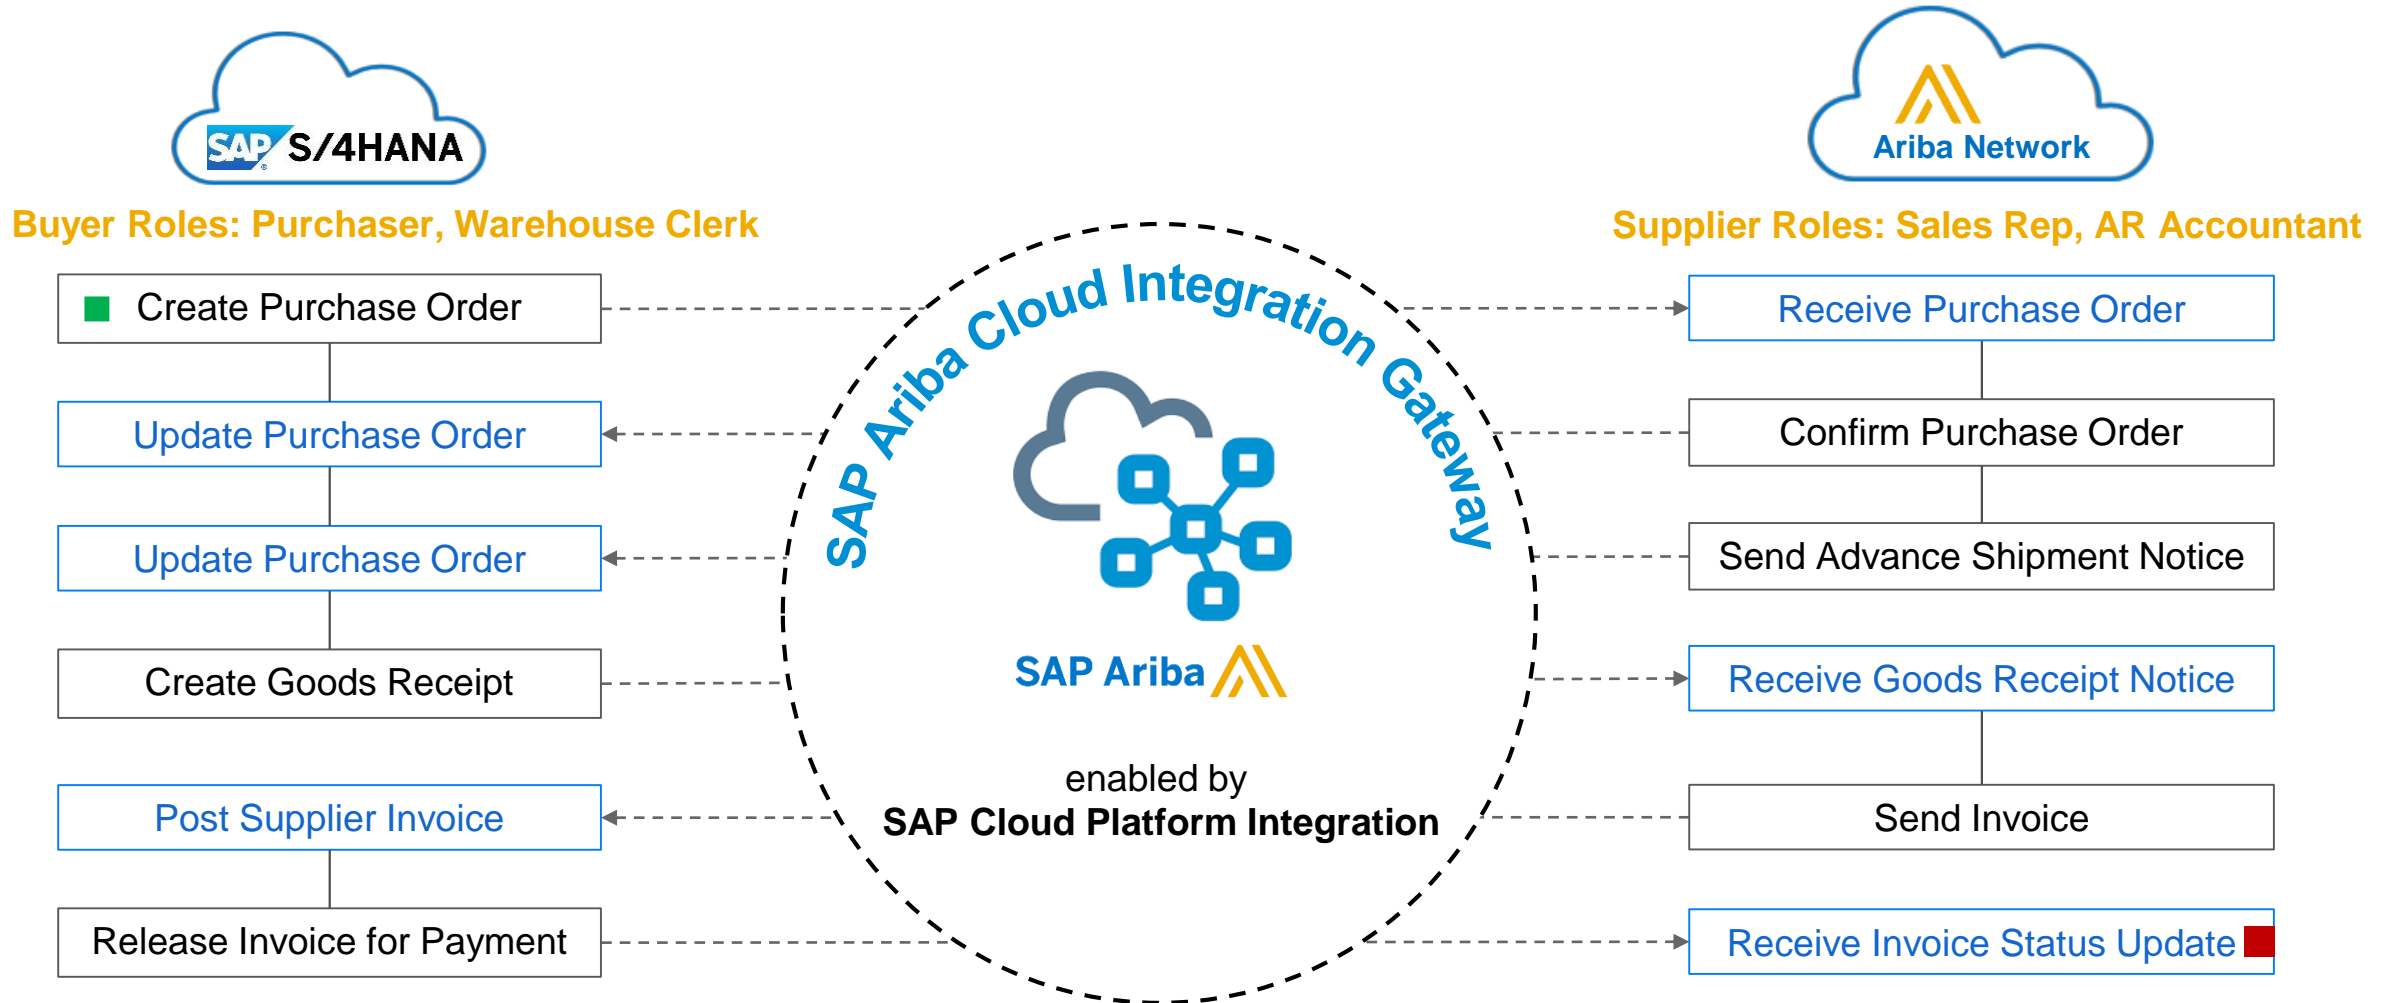 SAP S/4HANA
Ariba Network
Buyer Roles: Purchaser, Warehouse Clerk
Supplier Roles: Sales Rep, AR Accountant
Create Purchase Order
Update Purchase Order
Update Purchase Order
Create Goods Receipt
Post Supplier Invoice
Release Invoice for Payment
SAP Ariba Cloud Integration Gateway
SAP Ariba
enabled by
SAP Cloud Platform Integration
Receive Purchase Order
Confirm Purchase Order
Send Advance Shipment Notice
Receive Goods Receipt Notice
Send Invoice
Receive Invoice Status Update